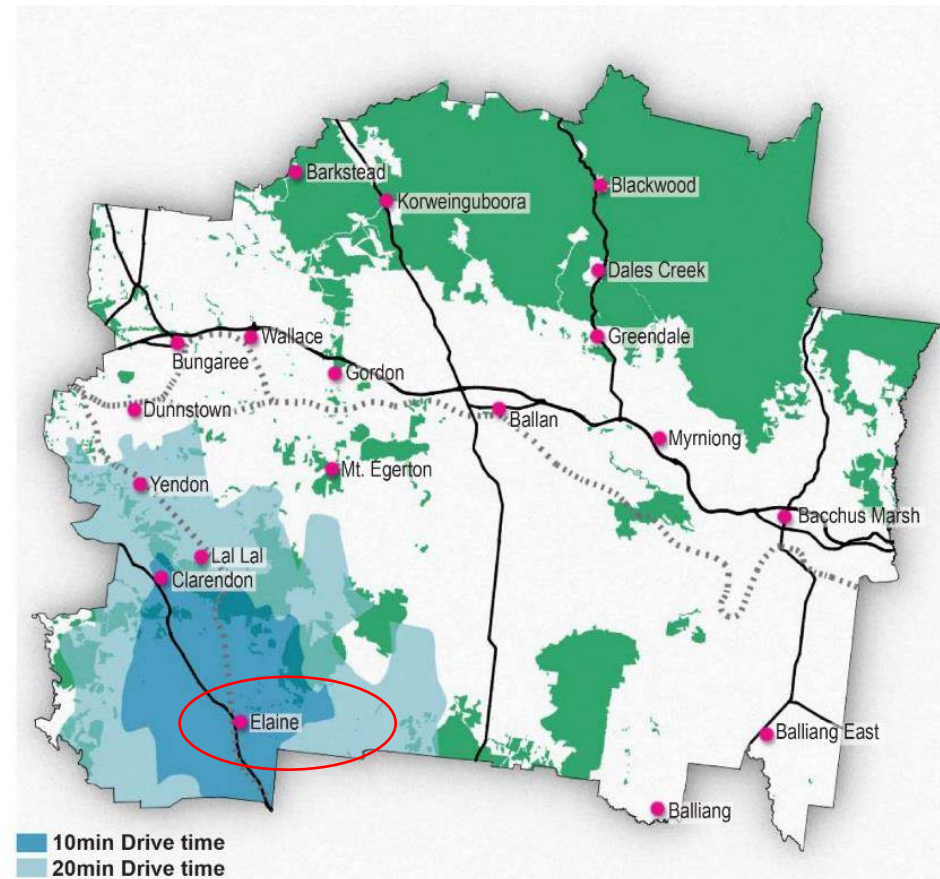 Barkstead
Blackwood
Korweinguboora
Dales Creek
Wallace
Greendale
Bungaree
Gordon
Dunnstown
Ballan
Myrniong
Mt. Egerton
Yendon
Bacchus Marsh
Lal Lal
Clarendon
Elaine
Balliang East
Balliang
10min Drive time
20min Drive time